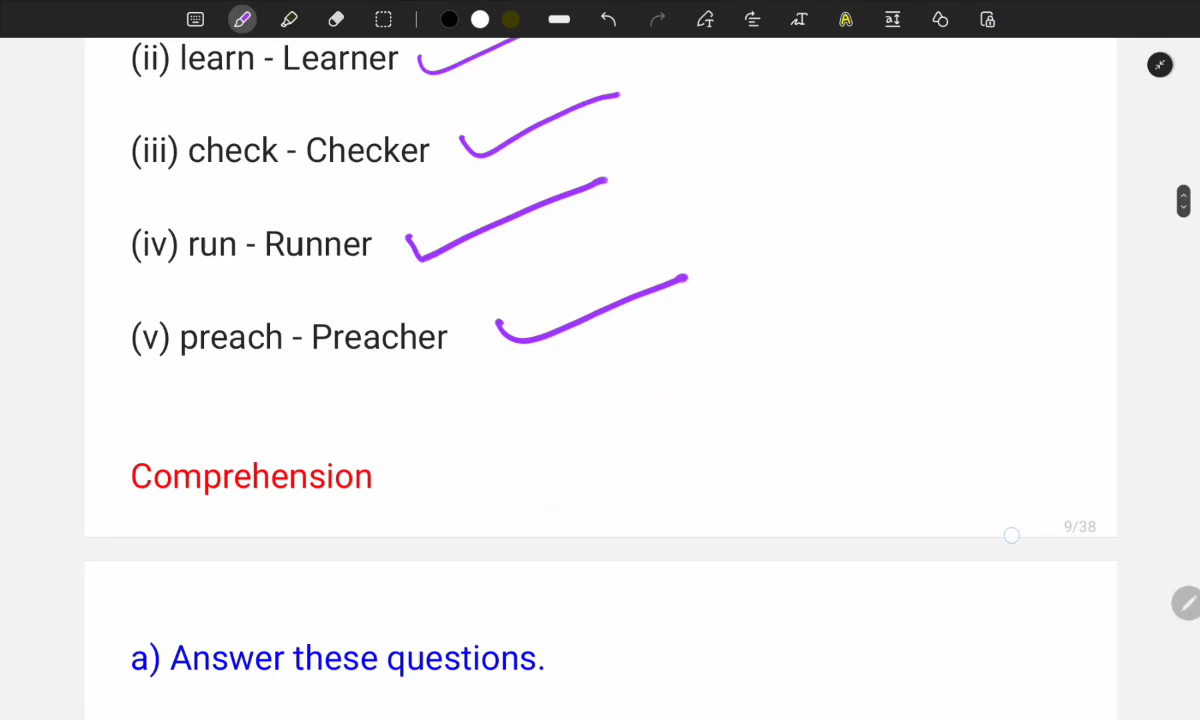 (ii) learn - Learner
(iii) check - Checker
(iv) run - Runner
(v) preach - Preacher
Comprehension
9/38
a) Answer these questions.